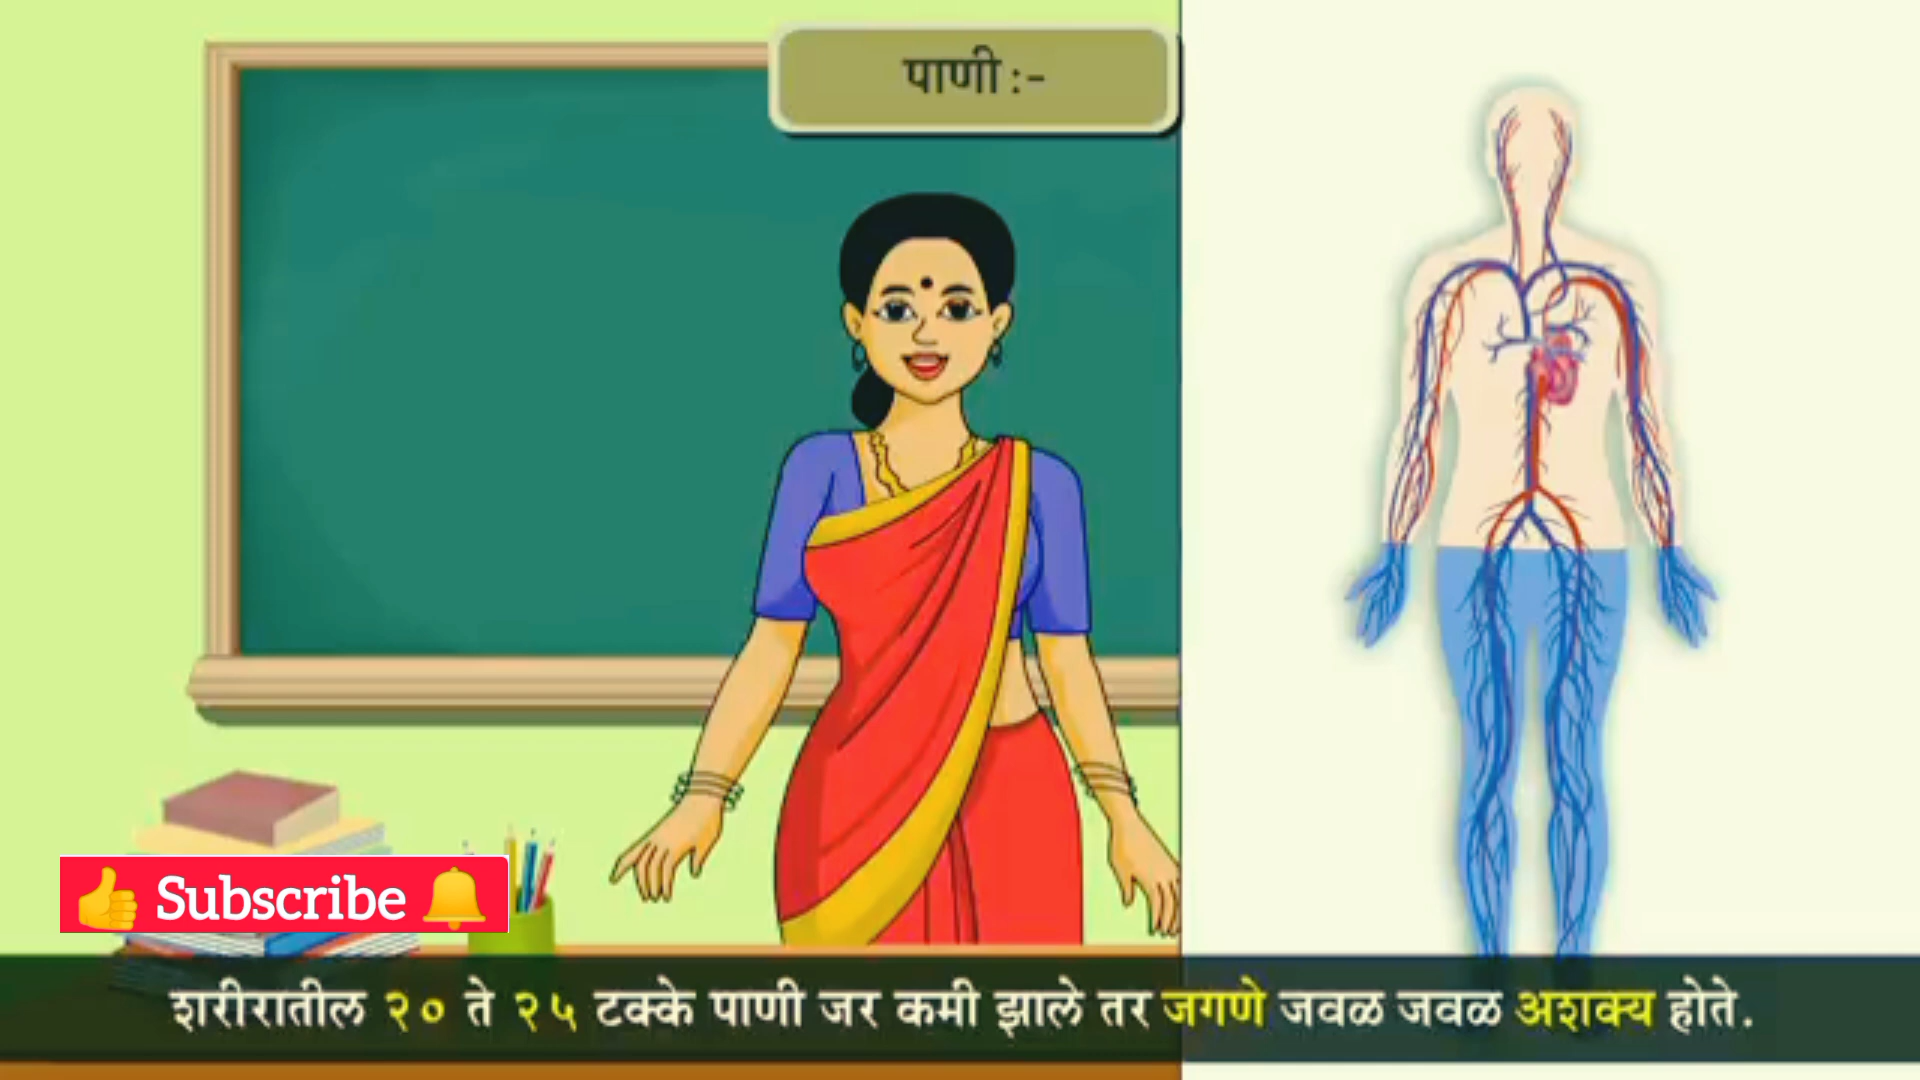 पाणी :-
Subscribe
शरीरातील २० ते २५ टक्के पाणी जर कमी झाले तर जगणे जवळ जवळ अशक्य होते.